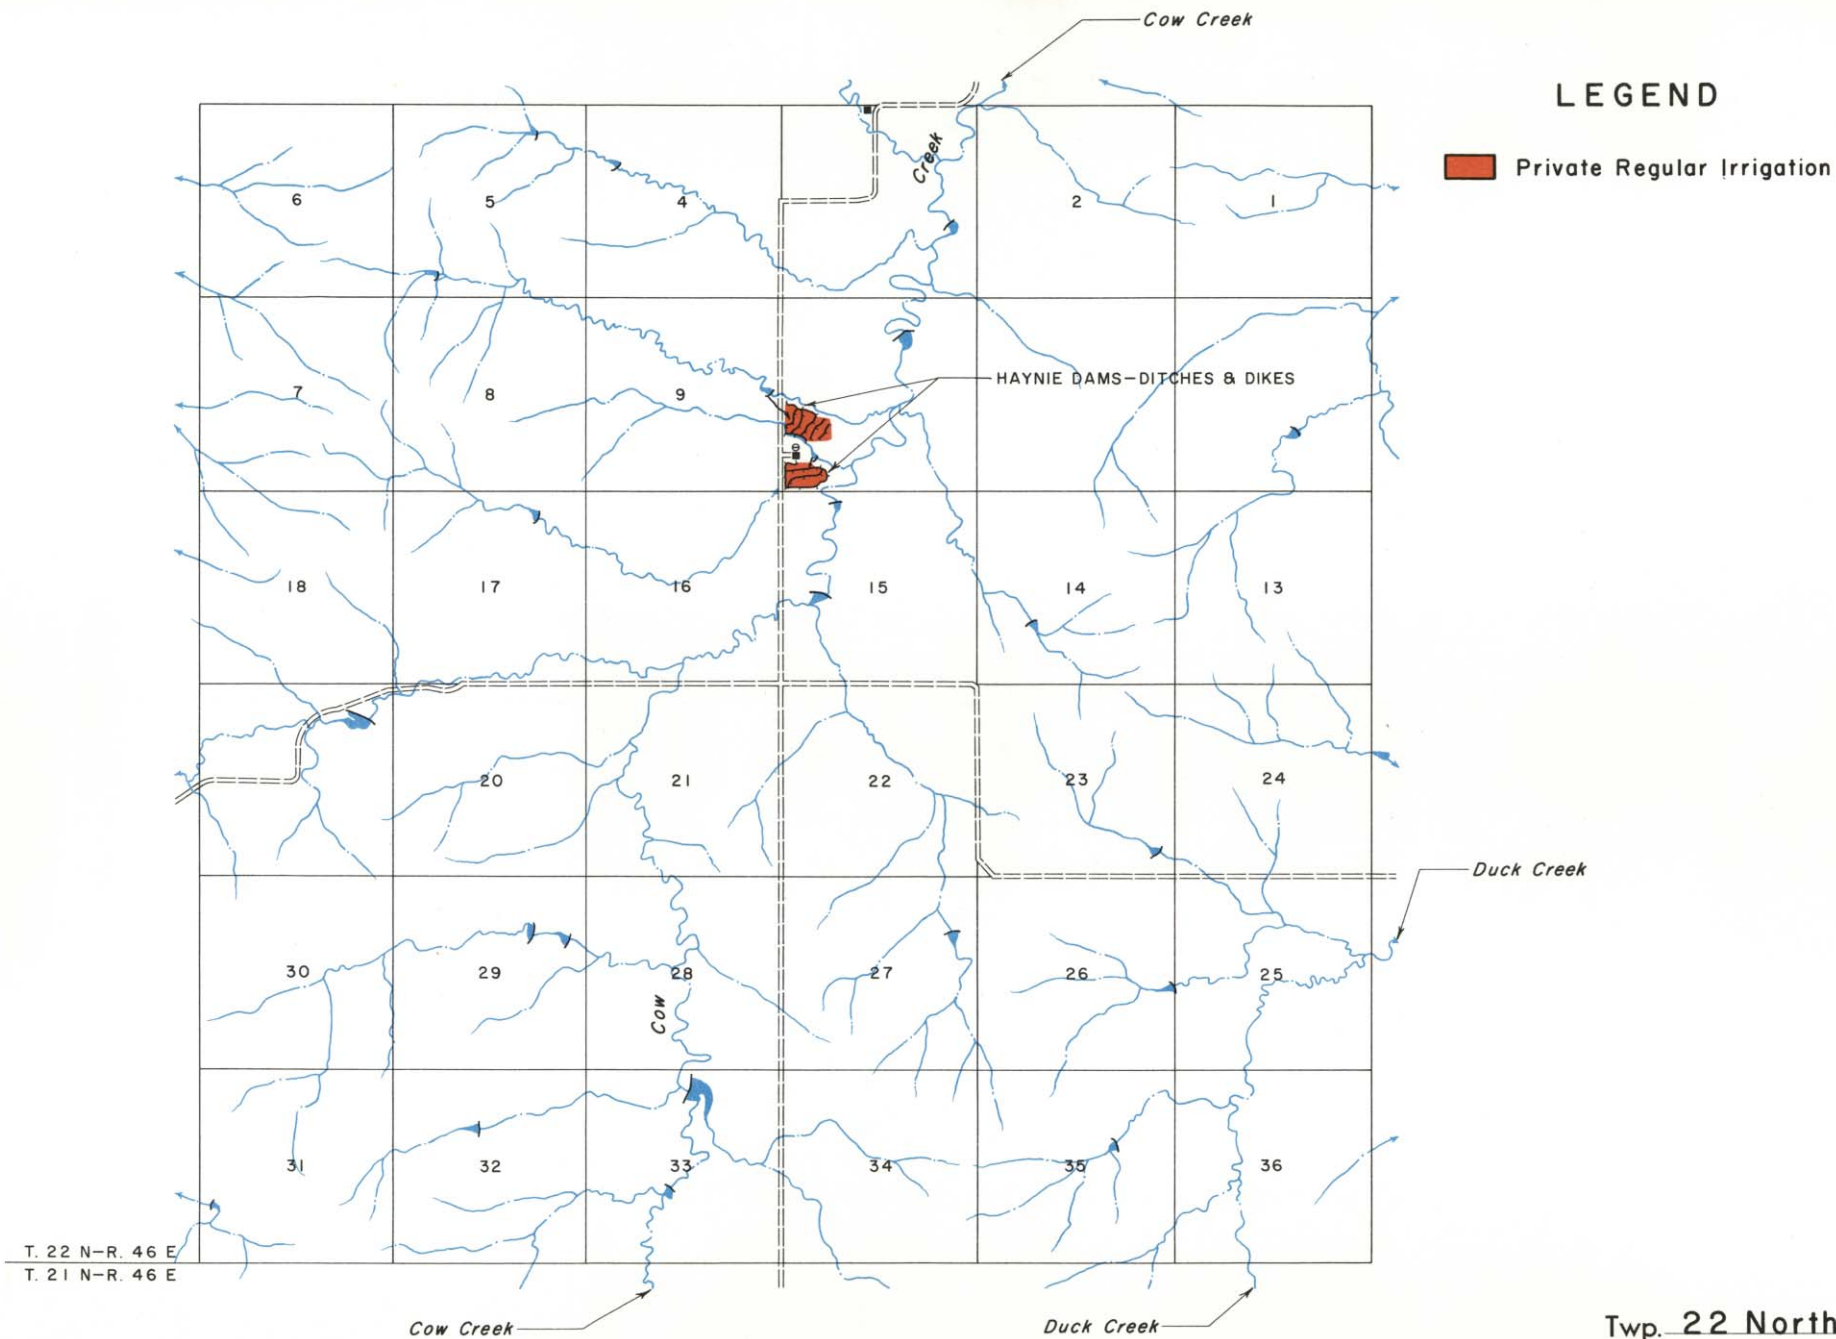 Cow Creek
LEGEND
Private Regular Irrigation
Creek
6 5 4 2 1
HAYNIE DAMS—DITCHES & DIKES
7 8 9
18 17 16 15 14 13
20 21 22 23 24
Duck Creek
30 29 28 27 26 25
Cow
31 32 33 34 35 36
T. 22 N–R. 46 E
T. 21 N–R. 46 E
Cow Creek
Duck Creek
Twp. 22 North